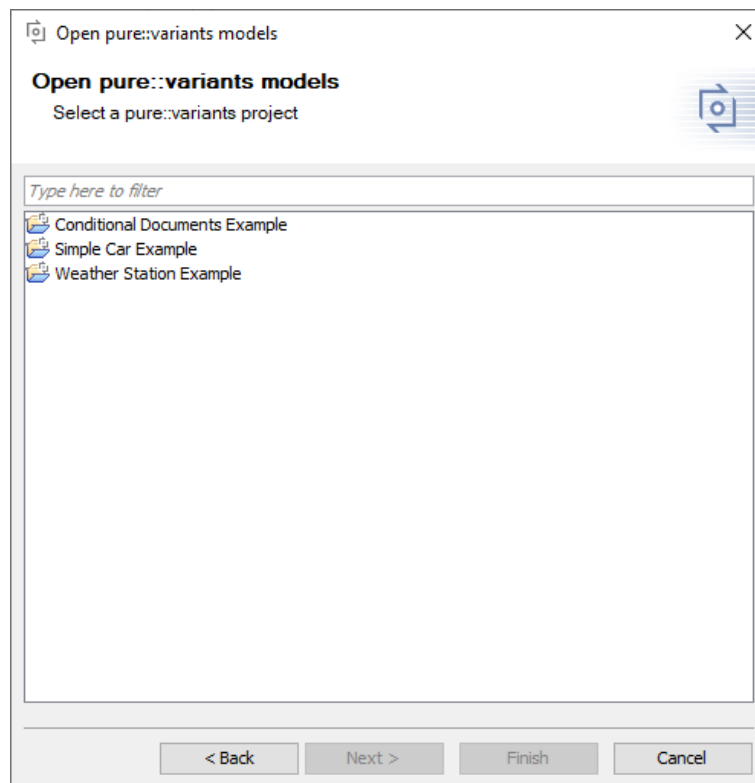 Open pure::variants models
Open pure::variants models
Select a pure::variants project
Type here to filter
Conditional Documents Example
Simple Car Example
Weather Station Example
< Back Next > Finish Cancel